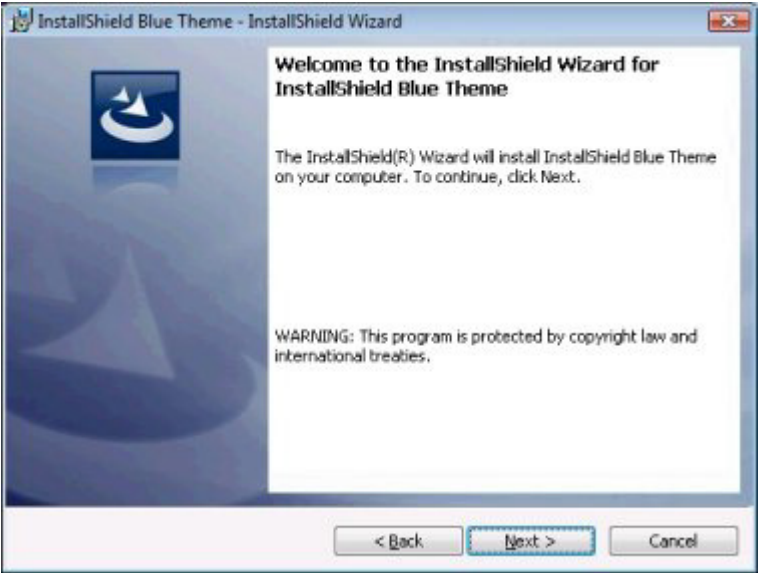 InstallShield Blue Theme - InstallShield Wizard
Welcome to the InstallShield Wizard for
InstallShield Blue Theme
The InstallShield(R) Wizard will install InstallShield Blue Theme
on your computer. To continue, click Next.
WARNING: This program is protected by copyright law and
international treaties.
< Back Next > Cancel